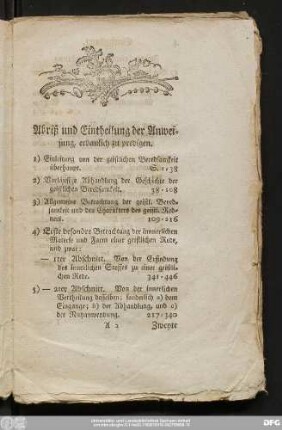 Abriß und Eintheilung der Anwei-
sung, erbaulich zu predigen.
1) Einleitung von der geistlichen Beredsamkeit
überhaupt. S. 1-38
2) Vorläufige Abhandlung der Geschichte der
geistlichen Beredsamkeit. 38-108
3) Allgemeine Betrachtung der geistl. Bered-
samkeit und des Charakters des geistl. Red-
ners. 109-216
4) Erste besondre Betrachtung der innerlichen
Materie und Form einer geistlichen Rede,
und zwar:
— 1ter Abschnitt. Von der Erfindung
des innerlichen Stoffes zu einer geistli-
chen Rede. 341-446
5) — 2ter Abschnitt. Von der innerlichen
Vertheilung desselben: sonderlich a) dem
Eingange; b) der Abhandlung, und c)
der Nutzanwendung. 217-340
A 2 Zweyte
DFG